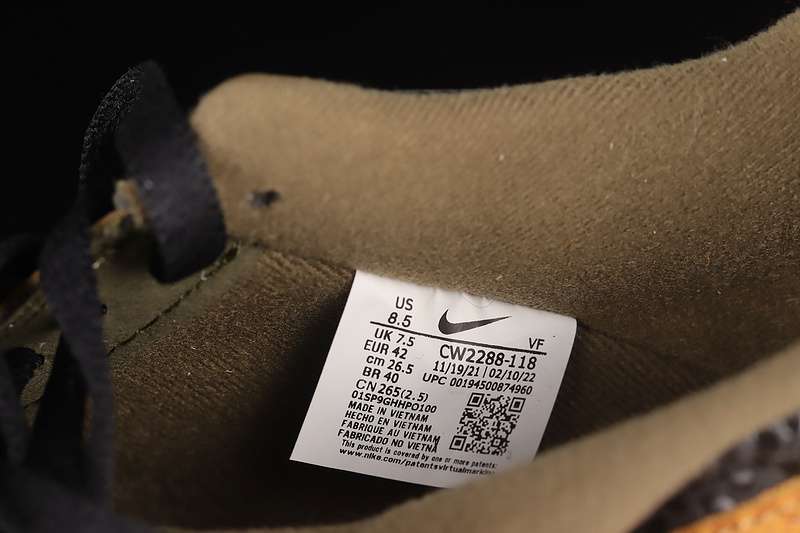 US
8.5
UK 7.5
EUR 42
cm 26.5
BR 40
CN 265(2.5)
01SP9GHHPO100
MADE IN VIETNAM
HECHO EN VIETNAM
FABRIQUE AU VIETNAM
FABRICADO NO VIETNÃ
This product is covered by one or more patents:
www.nike.com/patentsvirtualmarking
VF
CW2288-118
11/19/21 | 02/10/22
UPC 00194500874960